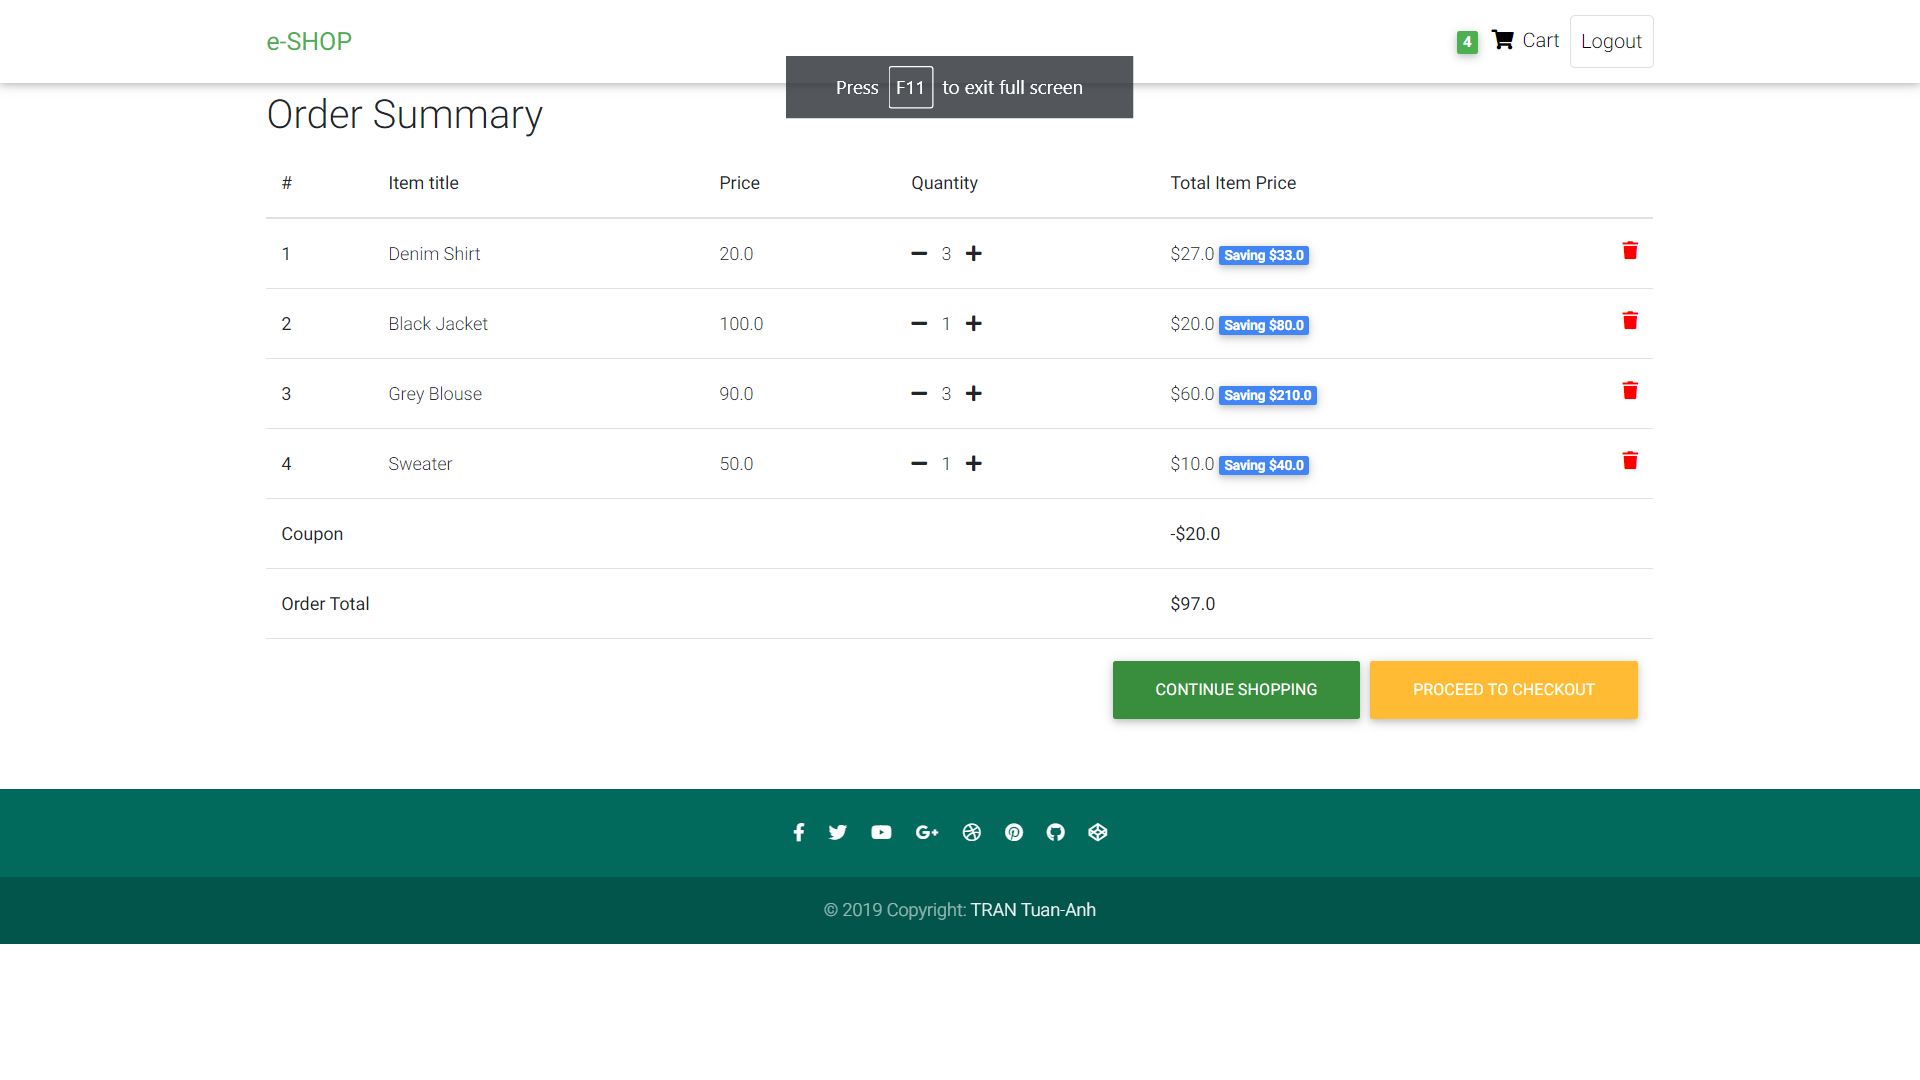 e-SHOP
4 Cart Logout
Press F11 to exit full screen
Order Summary
# Item title Price Quantity Total Item Price
1 Denim Shirt 20.0 3 $27.0 Saving $33.0
2 Black Jacket 100.0 1 $20.0 Saving $80.0
3 Grey Blouse 90.0 3 $60.0 Saving $210.0
4 Sweater 50.0 1 $10.0 Saving $40.0
Coupon -$20.0
Order Total $97.0
CONTINUE SHOPPING PROCEED TO CHECKOUT
© 2019 Copyright: TRAN Tuan-Anh